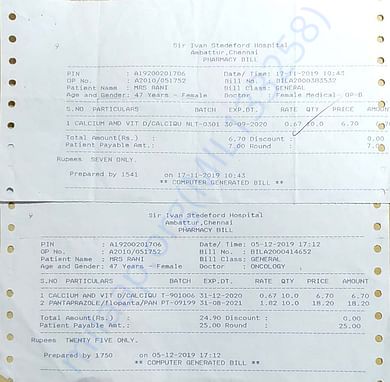 Sir Ivan Stedeford Hospital
Ambattur,Chennai
PHARMACY BILL
PIN : A19200201706 Date/ Time: 17-11-2019 10:43
OP No. : A2010/051752 Bill No. : BILA2000383532
Patient Name : MRS RANI Bill Class: GENERAL
Age and Gender: 47 Years - Female Doctor : Female Medical -OP-B
S.NO PARTICULARS BATCH EXP.DT. RATE QTY PRICE AMOUN
1 CALCIUM AND VIT D/CALCIQU NLT-0301 30-09-2020 0.67 10.0 6.70 6.70
Total Amount(Rs.) : 6.70 Discount : 0.00
Patient Payable Amt.: 7.00 Round : 7.00
Rupees SEVEN ONLY.
Prepared by 1541 on 17-11-2019 10:43
** COMPUTER GENERATED BILL **
Sir Ivan Stedeford Hospital
Ambattur,Chennai
PHARMACY BILL
PIN : A19200201706 Date/ Time: 05-12-2019 17:12
OP No. : A2010/051752 Bill No. : BILA2000414652
Patient Name : MRS RANI Bill Class: GENERAL
Age and Gender: 47 Years - Female Doctor : ONCOLOGY
S.NO. PARTICULARS BATCH EXP.DT. RATE QTY PRICE AMOUNT
1 CALCIUM AND VIT D/CALCIQU T-901006 31-12-2020 0.67 10.0 6.70 6.70
2 PANTAPRAZOLE/flopanta/PAN PT-09199 31-08-2021 1.82 10.0 18.20 18.20
Total Amount(Rs.) : 24.90 Discount : 0.00
Patient Payable Amt.: 25.00 Round : 25.00
Rupees TWENTY FIVE ONLY.
Prepared by 1750 on 05-12-2019 17:12
** COMPUTER GENERATED BILL **